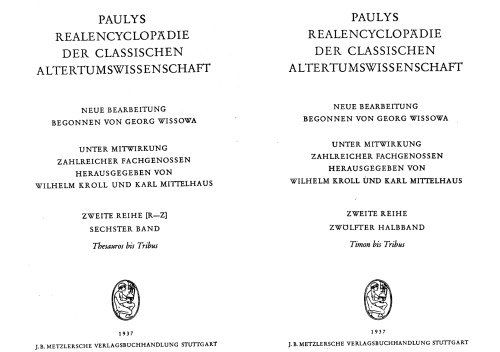 PAULYS
REALENCYCLOPÄDIE
DER CLASSISCHEN
ALTERTUMSWISSENSCHAFT
NEUE BEARBEITUNG
BEGONNEN VON GEORG WISSOWA
UNTER MITWIRKUNG
ZAHLREICHER FACHGENOSSEN
HERAUSGEGEBEN VON
WILHELM KROLL UND KARL MITTELHAUS
ZWEITE REIHE [R—Z]
SECHSTER BAND
Thesauros bis Tribus
1937
J. B. METZLERSCHE VERLAGSBUCHHANDLUNG STUTTGART
PAULYS
REALENCYCLOPÄDIE
DER CLASSISCHEN
ALTERTUMSWISSENSCHAFT
NEUE BEARBEITUNG
BEGONNEN VON GEORG WISSOWA
UNTER MITWIRKUNG
ZAHLREICHER FACHGENOSSEN
HERAUSGEGEBEN VON
WILHELM KROLL UND KARL MITTELHAUS
ZWEITE REIHE
ZWÖLFTER HALBBAND
Timon bis Tribus
1937
J. B. METZLERSCHE VERLAGSBUCHHANDLUNG STUTTGART